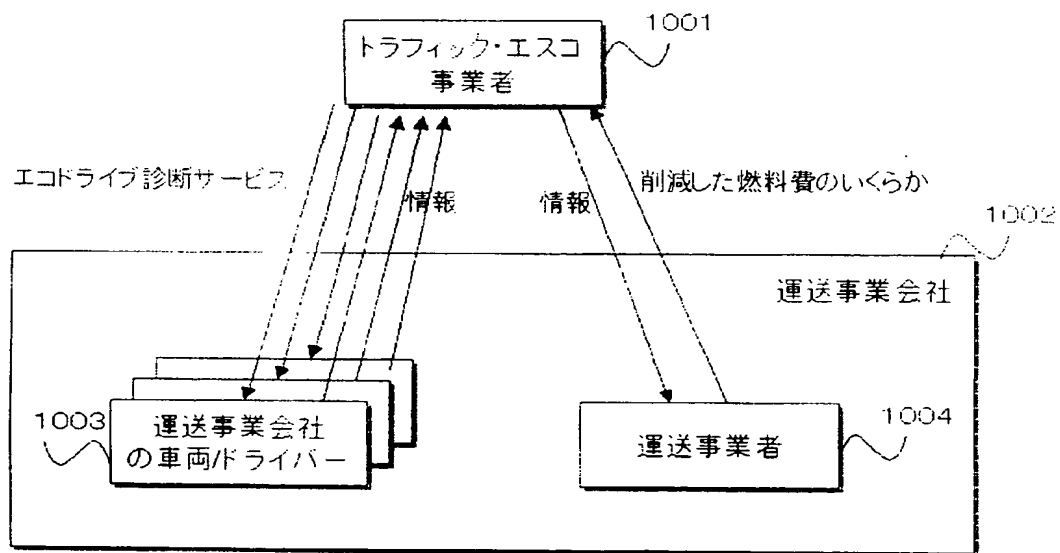 1001
トラフィック・エスコ
事業者
エコドライブ診断サービス
情報
情報
削減した燃料費のいくらか
1002
運送事業会社
1003
運送事業会社
の車両/ドライバー
運送事業者
1004